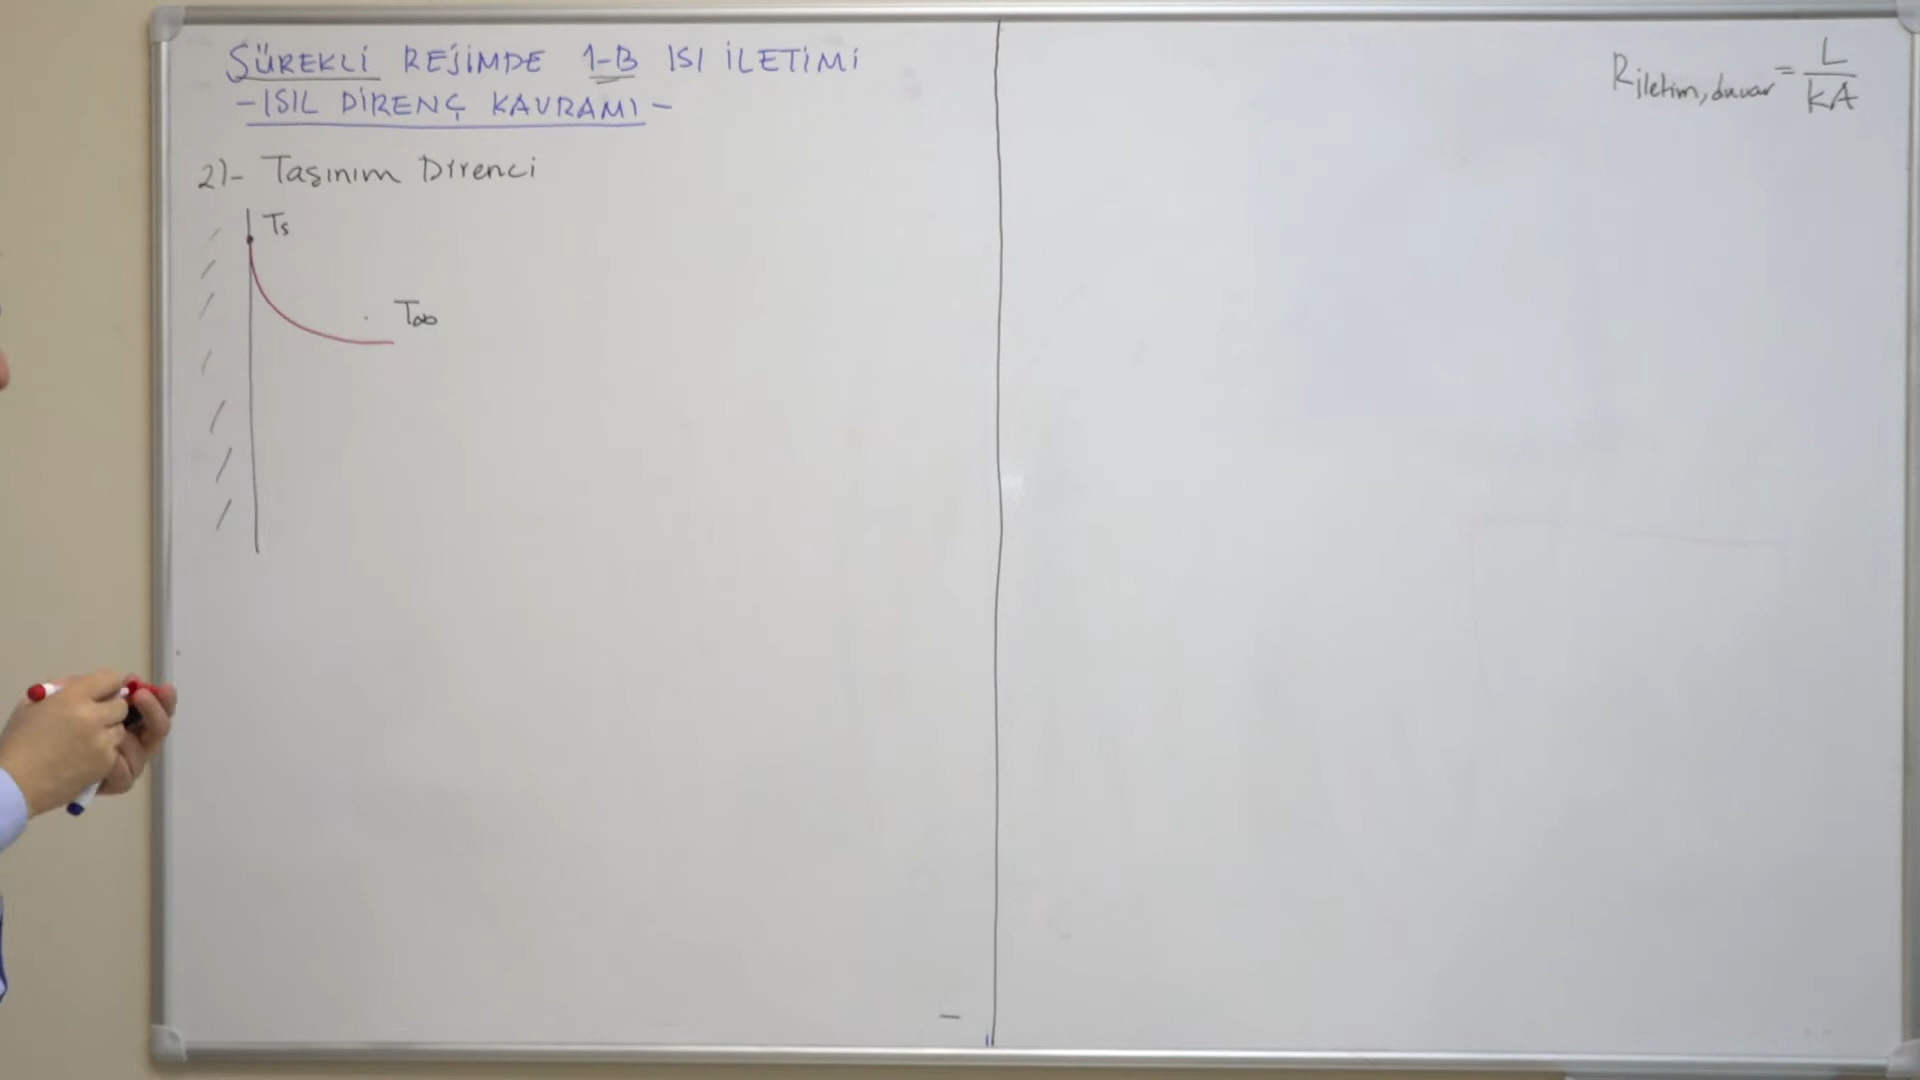 SÜREKLİ REJİMDE 1-B ISI İLETİMİ
-ISIL DİRENÇ KAVRAMI-
2)- Taşınım Direnci
Ts
T∞
Riletim,duvar = L/kA